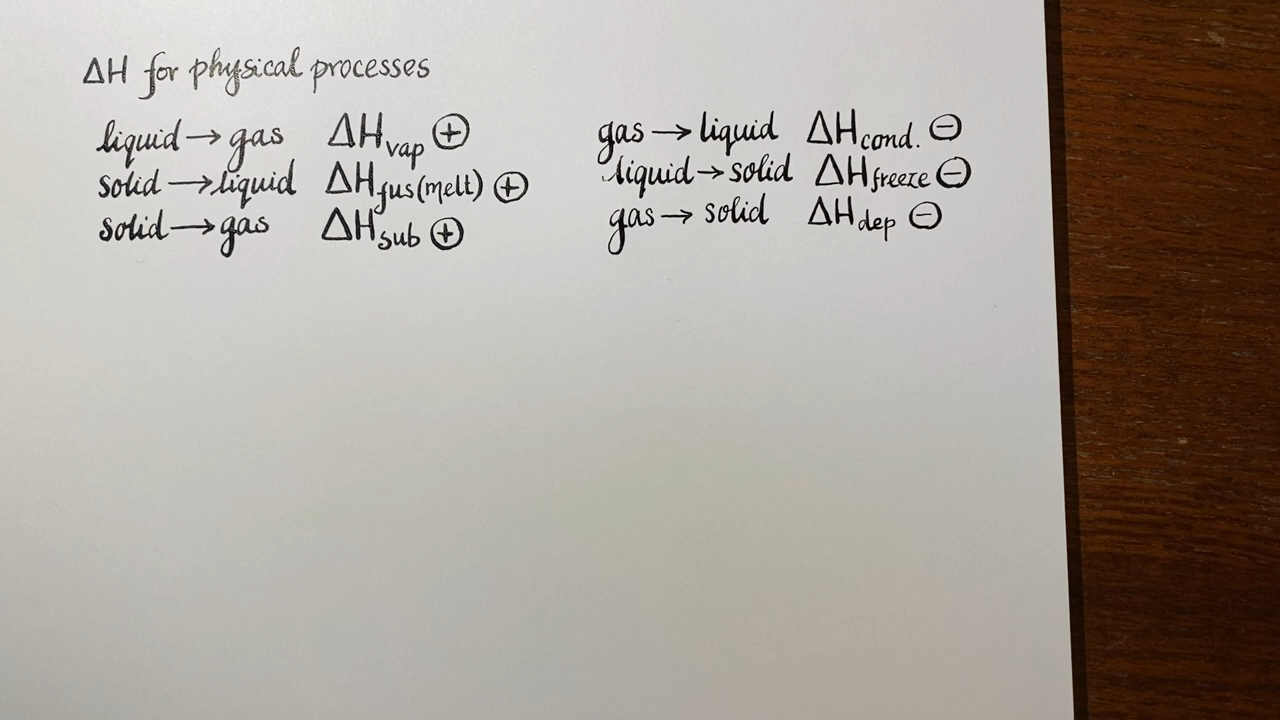 ΔH for physical processes
liquid → gas ΔHvap ⊕
solid → liquid ΔHfus(melt) ⊕
solid → gas ΔHsub ⊕
gas → liquid ΔHcond. ⊖
liquid → solid ΔHfreeze ⊖
gas → solid ΔHdep ⊖